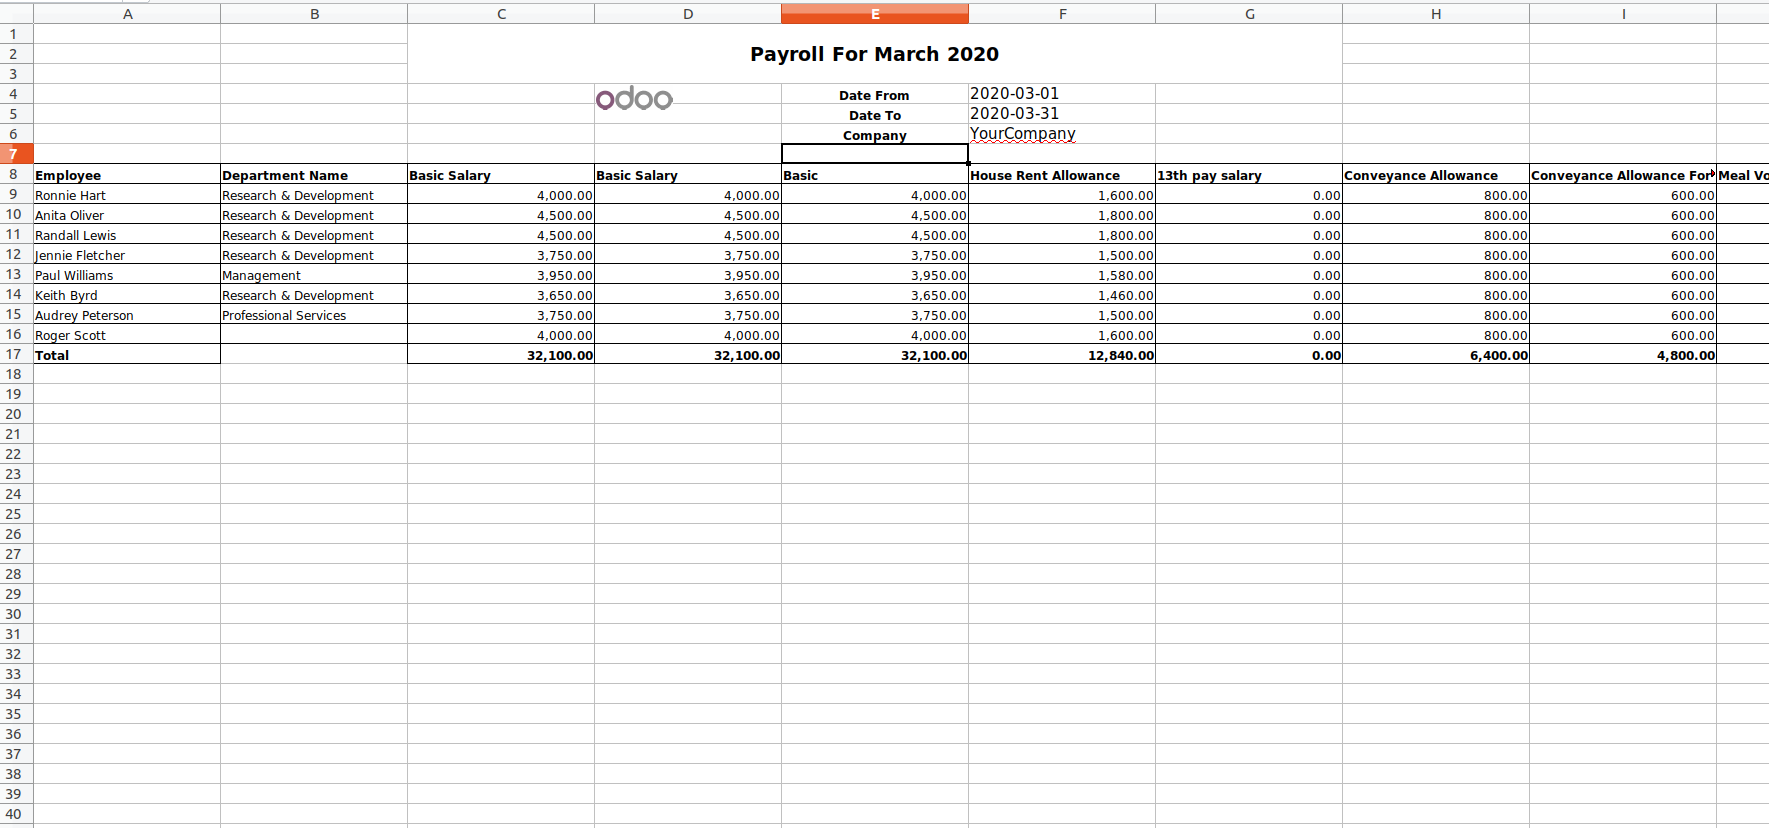 A B C D E F G H I
1
2 Payroll For March 2020
3
4 odoo Date From 2020-03-01
5 Date To 2020-03-31
6 Company YourCompany
7
8 Employee Department Name Basic Salary Basic Salary Basic House Rent Allowance 13th pay salary Conveyance Allowance Conveyance Allowance For Meal Vo
9 Ronnie Hart Research & Development 4,000.00 4,000.00 4,000.00 1,600.00 0.00 800.00 600.00
10 Anita Oliver Research & Development 4,500.00 4,500.00 4,500.00 1,800.00 0.00 800.00 600.00
11 Randall Lewis Research & Development 4,500.00 4,500.00 4,500.00 1,800.00 0.00 800.00 600.00
12 Jennie Fletcher Research & Development 3,750.00 3,750.00 3,750.00 1,500.00 0.00 800.00 600.00
13 Paul Williams Management 3,950.00 3,950.00 3,950.00 1,580.00 0.00 800.00 600.00
14 Keith Byrd Research & Development 3,650.00 3,650.00 3,650.00 1,460.00 0.00 800.00 600.00
15 Audrey Peterson Professional Services 3,750.00 3,750.00 3,750.00 1,500.00 0.00 800.00 600.00
16 Roger Scott 4,000.00 4,000.00 4,000.00 1,600.00 0.00 800.00 600.00
17 Total 32,100.00 32,100.00 32,100.00 12,840.00 0.00 6,400.00 4,800.00
18
19
20
21
22
23
24
25
26
27
28
29
30
31
32
33
34
35
36
37
38
39
40